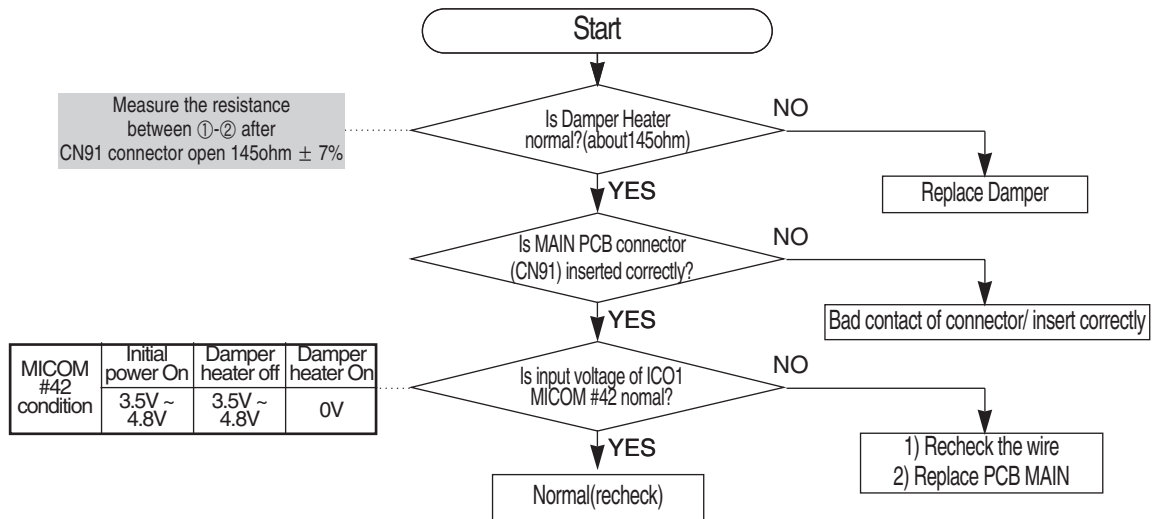 Start
Measure the resistance
between ①-② after
CN91 connector open 145ohm ± 7%
Is Damper Heater
normal?(about145ohm)
NO
Replace Damper
YES
Is MAIN PCB connector
(CN91) inserted correctly?
NO
Bad contact of connector/ insert correctly
YES
MICOM
#42
condition
Initial
power On
Damper
heater off
Damper
heater On
3.5V ~
4.8V
3.5V ~
4.8V
0V
Is input voltage of ICO1
MICOM #42 nomal?
NO
1) Recheck the wire
2) Replace PCB MAIN
YES
Normal(recheck)